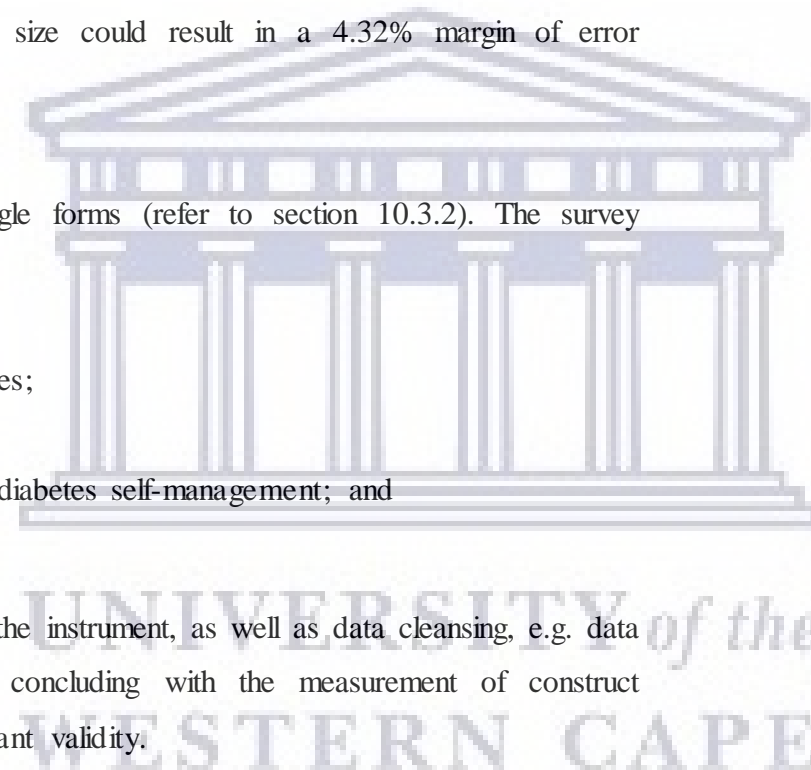 size could result in a 4.32% margin of error
gle forms (refer to section 10.3.2). The survey
es;
diabetes self-management; and
UNIVERSITY of the
the instrument, as well as data cleansing, e.g. data
concluding with the measurement of construct
WESTERN CAPE
ant validity.